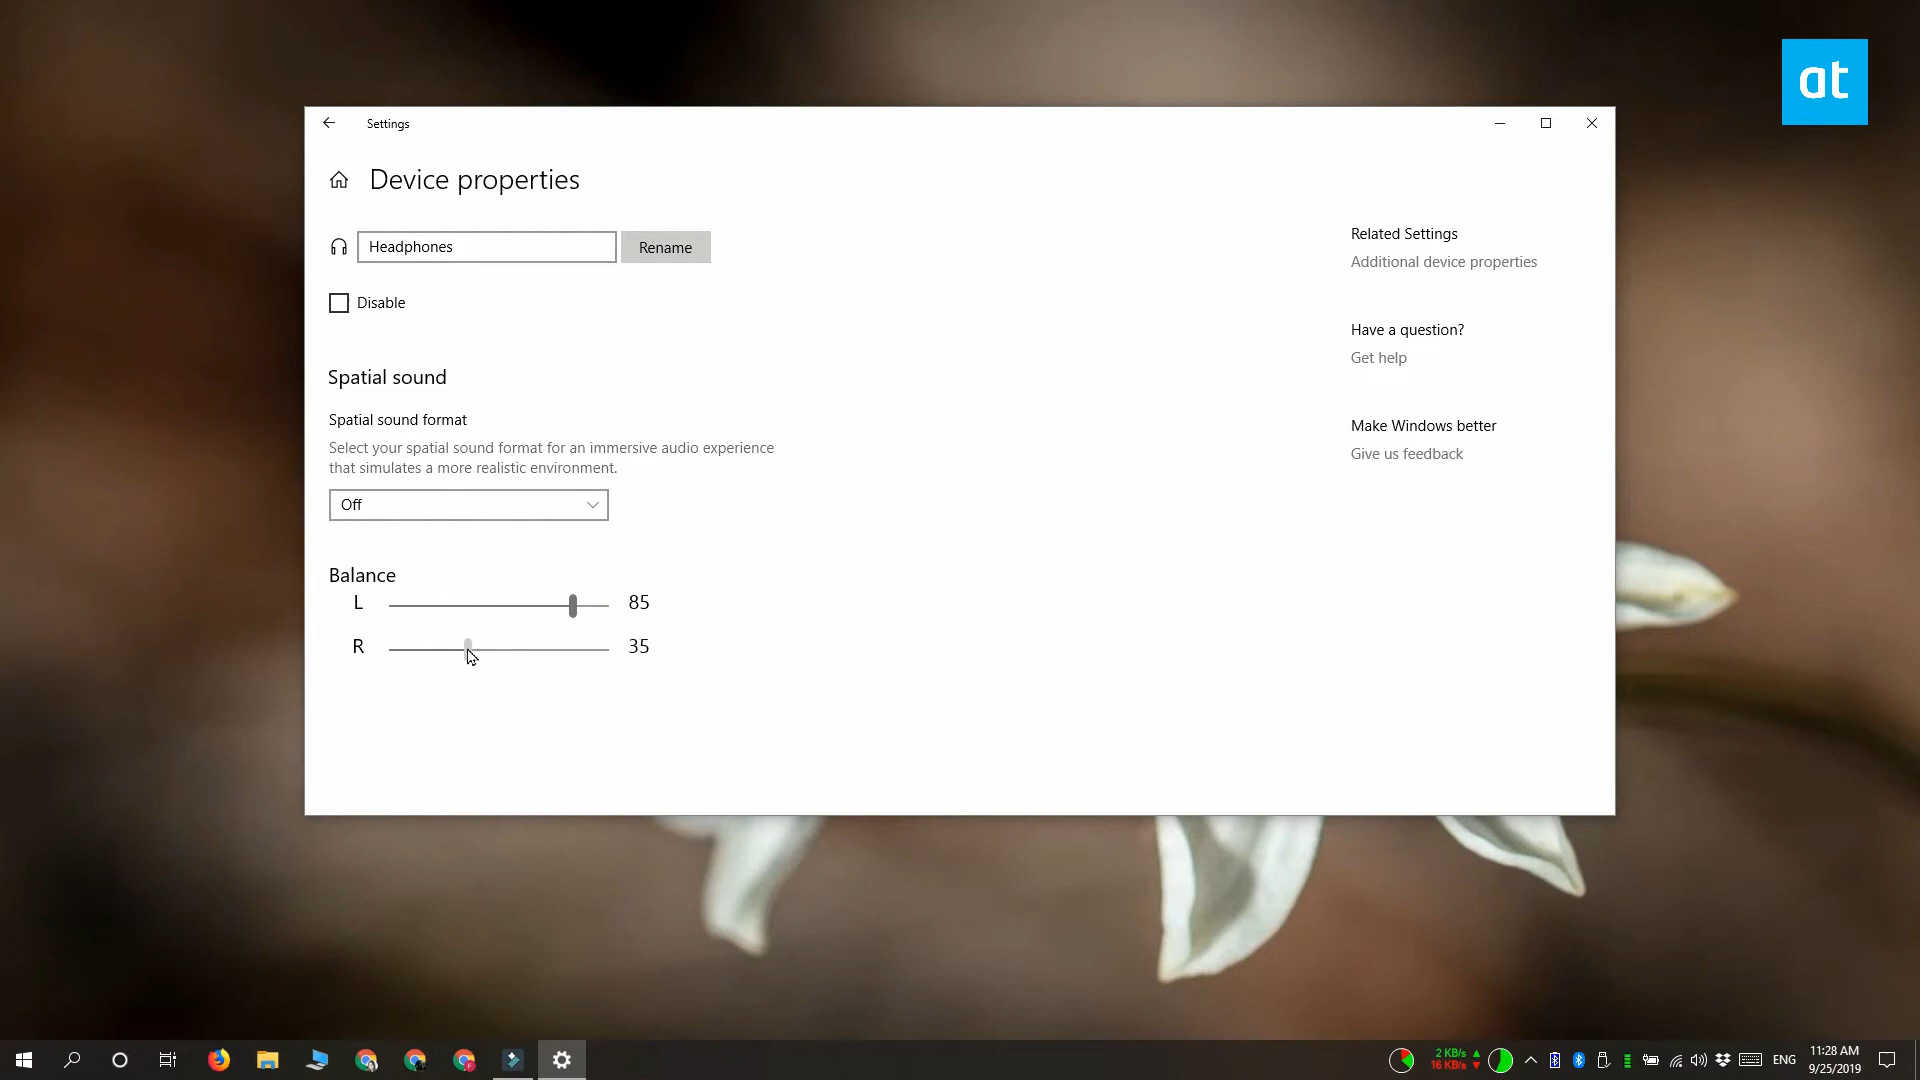 at
Settings
Device properties
Headphones
Rename
Disable
Spatial sound
Spatial sound format
Select your spatial sound format for an immersive audio experience
that simulates a more realistic environment.
Off
Balance
L 85
R 35
Related Settings
Additional device properties
Have a question?
Get help
Make Windows better
Give us feedback
2 KB/s
16 KB/s
ENG
11:28 AM
9/25/2019